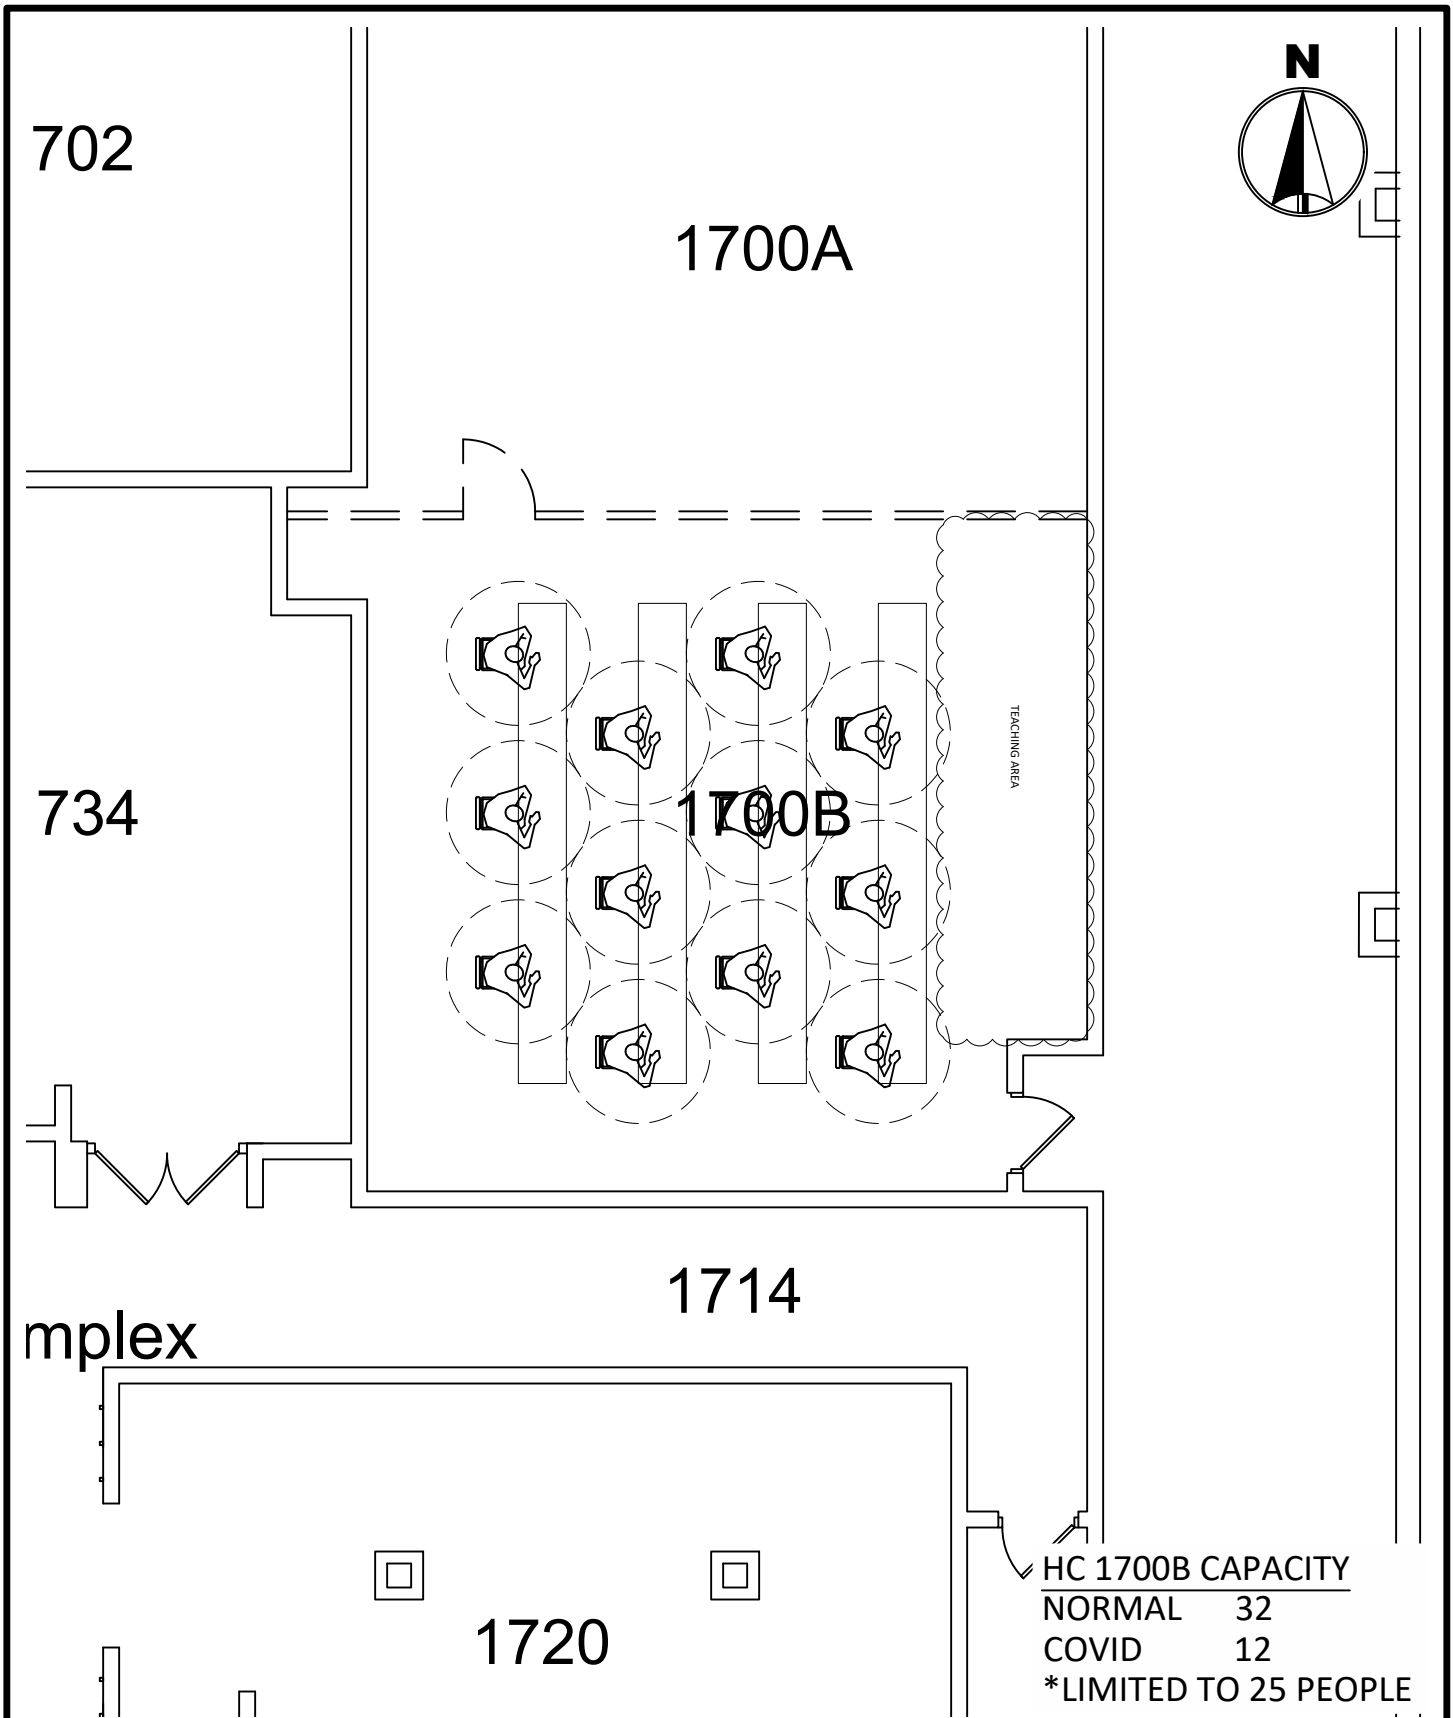 N
702
1700A
TEACHING AREA
734
1700B
1714
mplex
1720
HC 1700B CAPACITY
NORMAL 32
COVID 12
*LIMITED TO 25 PEOPLE